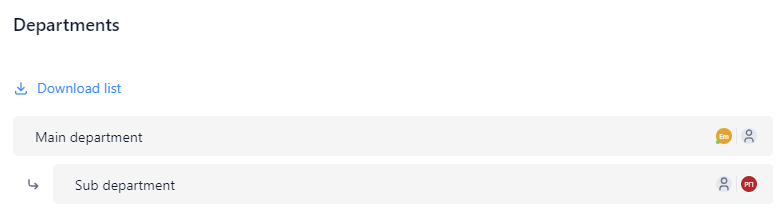 Departments
Download list
Main department Em
Sub department РП